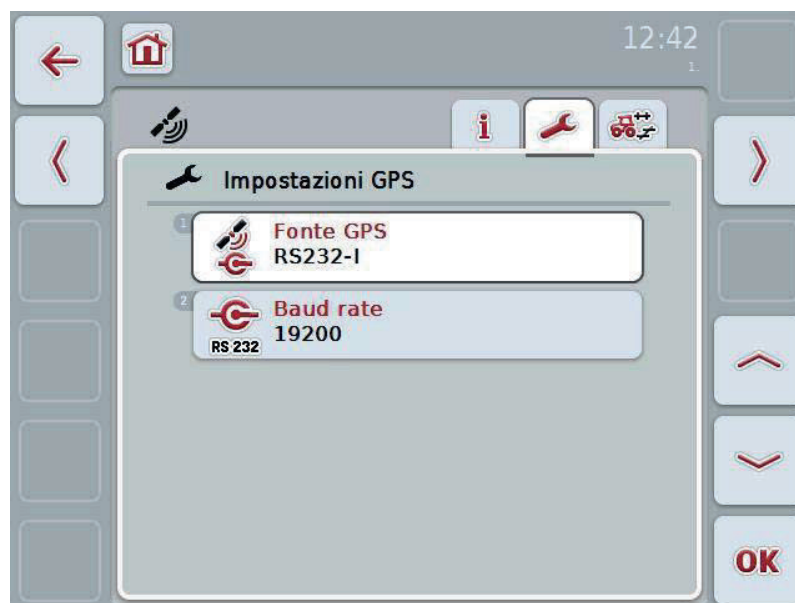 12:42
1.
i
Impostazioni GPS
1
Fonte GPS
RS232-I
2
Baud rate
19200
RS 232
OK